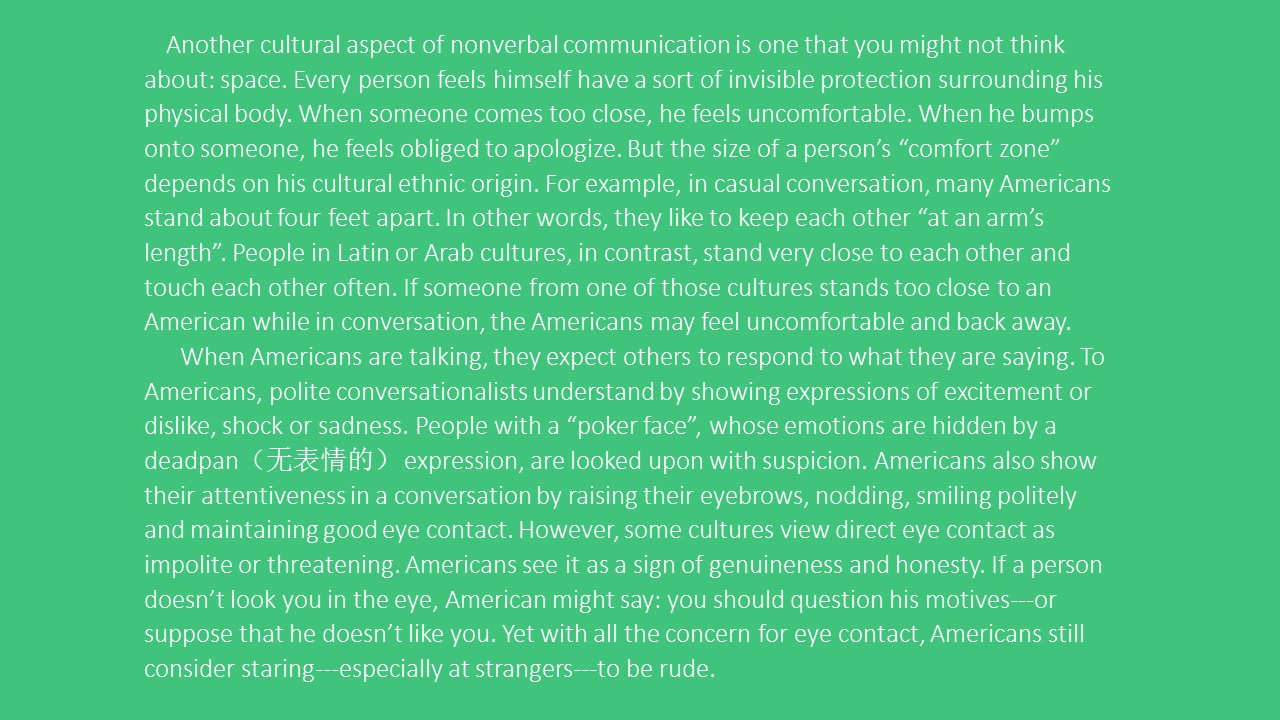 Another cultural aspect of nonverbal communication is one that you might not think
about: space. Every person feels himself have a sort of invisible protection surrounding his
physical body. When someone comes too close, he feels uncomfortable. When he bumps
onto someone, he feels obliged to apologize. But the size of a person’s “comfort zone”
depends on his cultural ethnic origin. For example, in casual conversation, many Americans
stand about four feet apart. In other words, they like to keep each other “at an arm’s
length”. People in Latin or Arab cultures, in contrast, stand very close to each other and
touch each other often. If someone from one of those cultures stands too close to an
American while in conversation, the Americans may feel uncomfortable and back away.
When Americans are talking, they expect others to respond to what they are saying. To
Americans, polite conversationalists understand by showing expressions of excitement or
dislike, shock or sadness. People with a “poker face”, whose emotions are hidden by a
deadpan（无表情的） expression, are looked upon with suspicion. Americans also show
their attentiveness in a conversation by raising their eyebrows, nodding, smiling politely
and maintaining good eye contact. However, some cultures view direct eye contact as
impolite or threatening. Americans see it as a sign of genuineness and honesty. If a person
doesn’t look you in the eye, American might say: you should question his motives---or
suppose that he doesn’t like you. Yet with all the concern for eye contact, Americans still
consider staring---especially at strangers---to be rude.